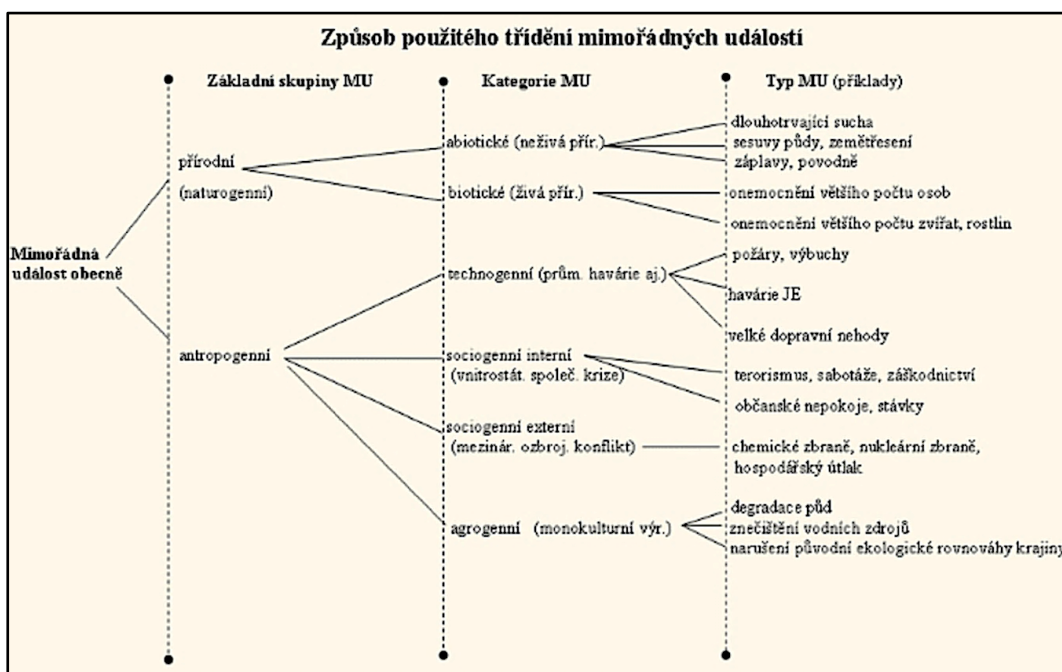 Způsob použitého třídění mimořádných událostí
Základní skupiny MU
Kategorie MU
Typ MU (příklady)
Mimořádná
událost obecně
přírodní
(naturogenní)
antropogenní
abiotické (neživá přír.)
biotické (živá přír.)
technogenní (prům. havárie aj.)
sociogenní interní
(vnitrostát. společ. krize)
sociogenní externí
(mezinár. ozbroj. konflikt)
agrogenní (monokulturní výr.)
dlouhotrvající sucha
sesuvy půdy, zemětřesení
záplavy, povodně
onemocnění většího počtu osob
onemocnění většího počtu zvířat, rostlin
požáry, výbuchy
havárie JE
velké dopravní nehody
terorismus, sabotáže, záškodnictví
občanské nepokoje, stávky
chemické zbraně, nukleární zbraně,
hospodářský útlak
degradace půd
znečištění vodních zdrojů
narušení původní ekologické rovnováhy krajiny